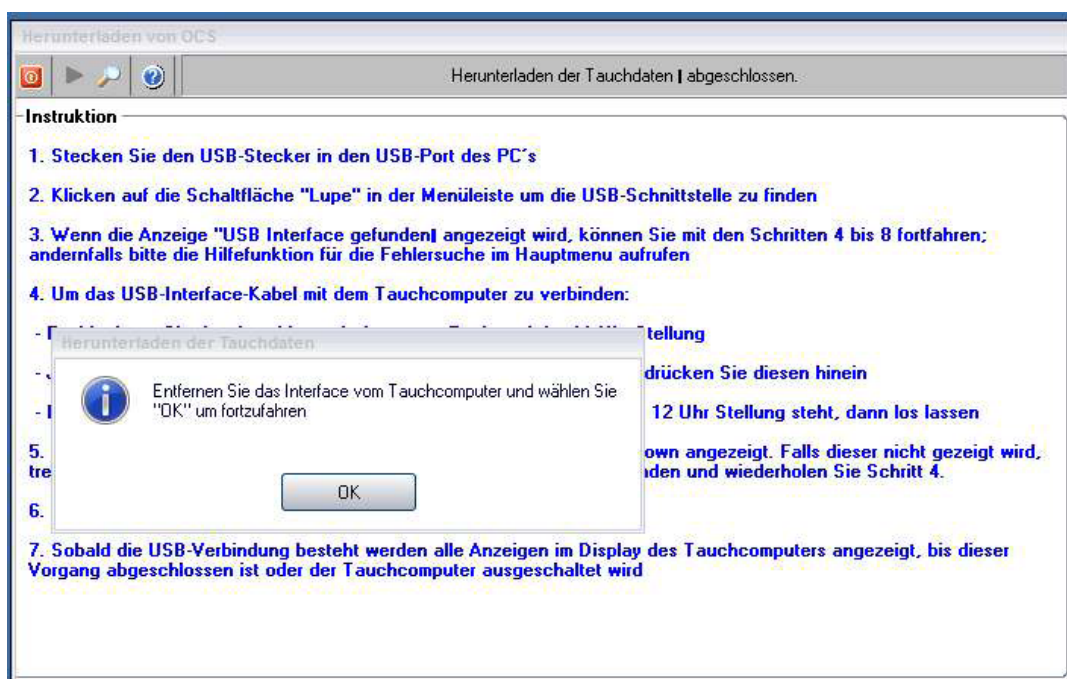 Herunterladen von OCS
Herunterladen der Tauchdaten | abgeschlossen.
Instruktion
1. Stecken Sie den USB-Stecker in den USB-Port des PC´s
2. Klicken auf die Schaltfläche "Lupe" in der Menüleiste um die USB-Schnittstelle zu finden
3. Wenn die Anzeige "USB Interface gefunden| angezeigt wird, können Sie mit den Schritten 4 bis 8 fortfahren;
andernfalls bitte die Hilfefunktion für die Fehlersuche im Hauptmenu aufrufen
4. Um das USB-Interface-Kabel mit dem Tauchcomputer zu verbinden:
tellung
drücken Sie diesen hinein
12 Uhr Stellung steht, dann los lassen
5. own angezeigt. Falls dieser nicht gezeigt wird,
tre den und wiederholen Sie Schritt 4.
6.
Herunterladen der Tauchdaten
Entfernen Sie das Interface vom Tauchcomputer und wählen Sie
"OK" um fortzufahren
OK
7. Sobald die USB-Verbindung besteht werden alle Anzeigen im Display des Tauchcomputers angezeigt, bis dieser
Vorgang abgeschlossen ist oder der Tauchcomputer ausgeschaltet wird